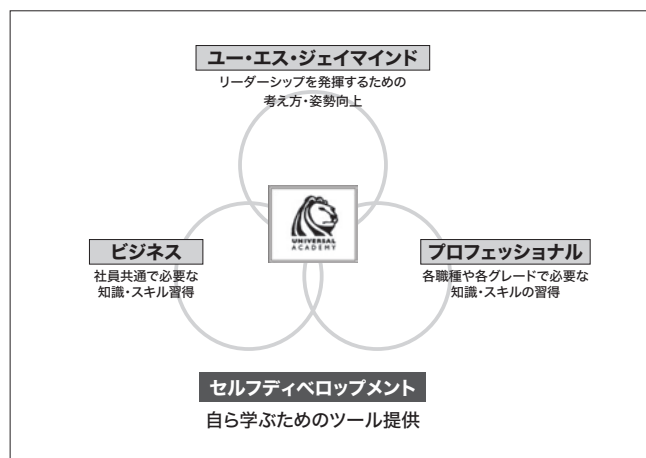 ユー・エス・ジェイマインド
リーダーシップを発揮するための
考え方・姿勢向上
UNIVERSAL
ACADEMY
ビジネス
社員共通で必要な
知識・スキル習得
プロフェッショナル
各職種や各グレードで必要な
知識・スキルの習得
セルフディベロップメント
自ら学ぶためのツール提供